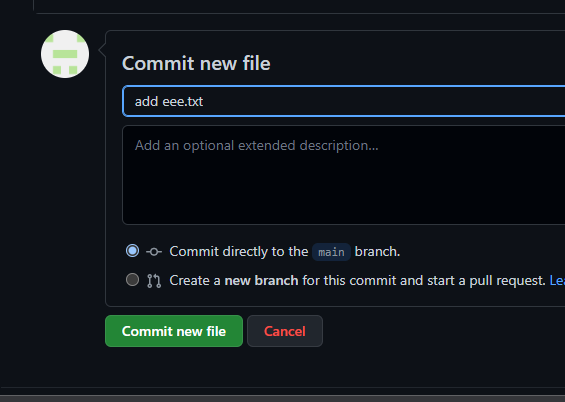 Commit new file
add eee.txt
Add an optional extended description...
Commit directly to the main branch.
Create a new branch for this commit and start a pull request. Lea
Commit new file
Cancel